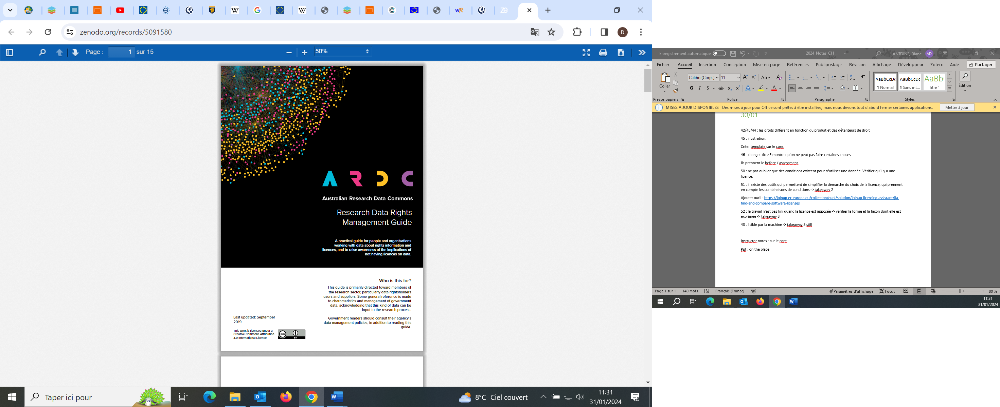 zenodo.org/records/5091580
D
Page : 1 sur 15
50%
A R D C
Australian Research Data Commons
Research Data Rights
Management Guide
A practical guide for people and organisations
working with data about rights information and
licences, and to raise awareness of the implications of
not having licences on data.
Who is this for?
This guide is primarily directed toward members of
the research sector, particularly data rightsholders
users and suppliers. Some general reference is made
to characteristics and management of government
data, acknowledging that this kind of data can be
input to the research process.
Government readers should consult their agency's
data management policies, in addition to reading this
guide.
Last updated: September
2019
This work is licensed under a
Creative Commons Attribution
4.0 International Licence
cc
BY
Taper ici pour
8°C Ciel couvert
11:31
31/01/2024
Enregistrement automatique
2024_Notes_CH_...
ANTOINE, Diane
AD
Fichier Accueil Insertion Conception Mise en page Références Publipostage Révision Affichage Développeur Zotero Aide Partager
Coller
Calibri (Corps) 11
Aa
G I S ab x₂ x² A A
AaBbCcDc AaBbCcDc AaBb(
¶ Normal ¶ Sans int... Titre 1
Édition
Presse-papiers Police Paragraphe Styles
MISES À JOUR DISPONIBLES Des mises à jour pour Office sont prêtes à être installées, mais nous devons tout d'abord fermer certaines applications. Mettre à jour
30/01
42/43/44 : les droits diffèrent en fonction du produit et des détenteurs de droit
45 : illustration.
Créer template sur le core.
46 : changer titre ? montre qu'on ne peut pas faire certaines choses
Ils prennent le before / assessment
50 : ne pas oublier que des conditions existent pour réutiliser une donnée. Vérifier qu'il y a une
licence.
51 : il existe des outils qui permettent de simplifier la démarche du choix de la licence, qui prennent
en compte les combinaisons de conditions -> takeaway 2
Ajouter outil : https://joinup.ec.europa.eu/collection/eupl/solution/joinup-licensing-assistant/jla-
find-and-compare-software-licenses
52 : le travail n'est pas fini quand la licence est apposée -> vérifier la forme et la façon dont elle est
exprimée -> takeaway 3
43 : lisible par la machine -> takeaway 3 still
Instructor notes : sur le core
Ppt : on the place
Page 1 sur 1 140 mots Français (France) Paramètres d'affichage Focus 80 %
11:31
31/01/2024